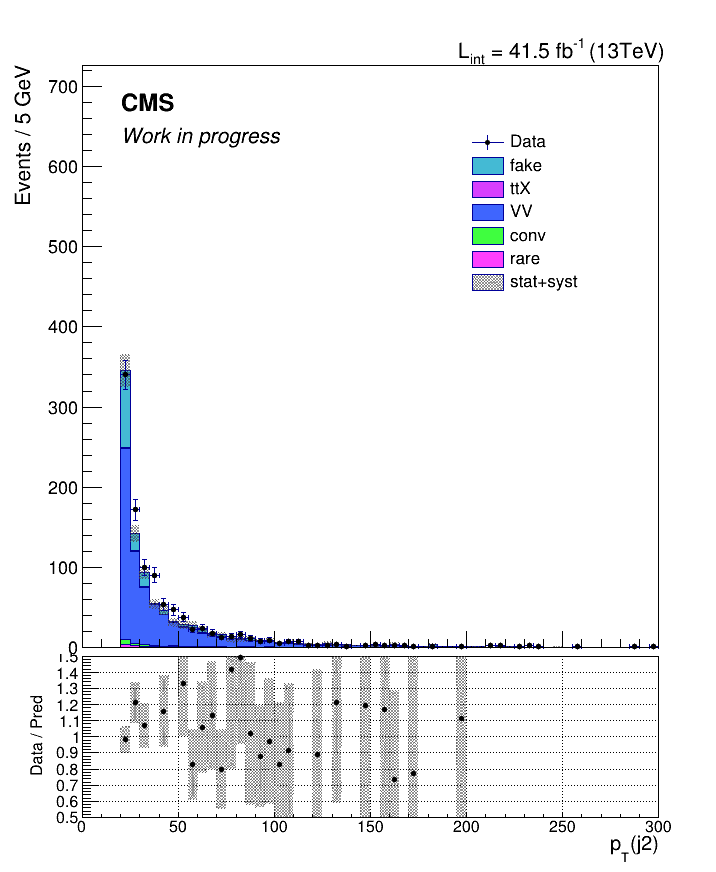 L_int = 41.5 fb^-1 (13TeV)
Events / 5 GeV
700
600
500
400
300
200
100
0
CMS
Work in progress
Data
fake
ttX
VV
conv
rare
stat+syst
Data / Pred
1.5
1.4
1.3
1.2
1.1
1
0.9
0.8
0.7
0.6
0.5
0 50 100 150 200 250 300
p_T(j2)